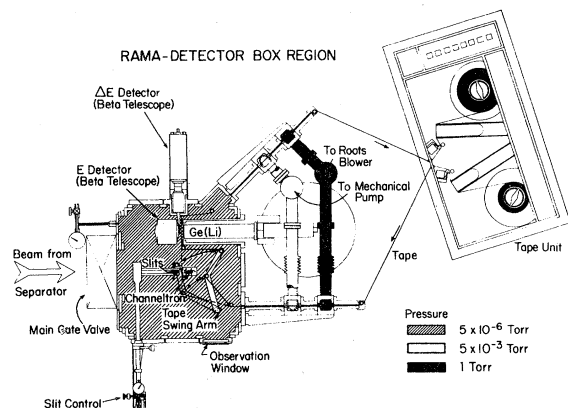 RAMA-DETECTOR BOX REGION
ΔE Detector
(Beta Telescope)
E Detector
(Beta Telescope)
To Roots
Blower
To Mechanical
Pump
Ge(Li)
Tape Unit
Tape
Beam from
Separator
Slits
Channeltron
Tape
Swing Arm
Main Gate Valve
Observation
Window
Slit Control
Pressure
5 x 10⁻⁶ Torr
5 x 10⁻³ Torr
1 Torr